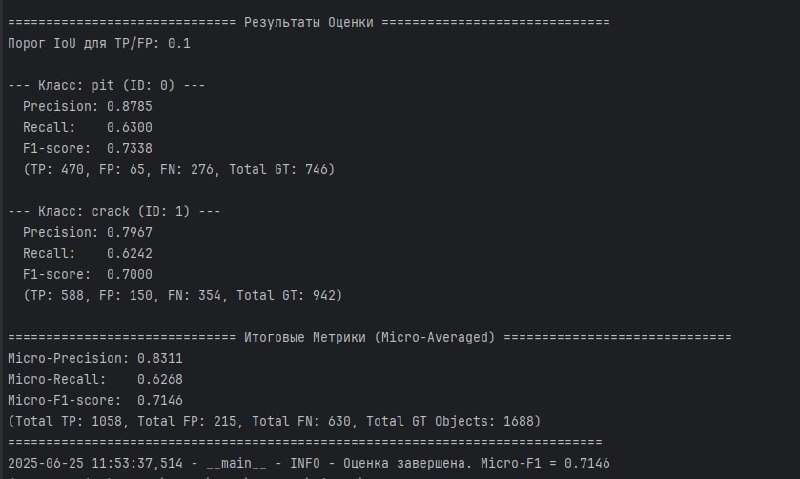 ============================== Результаты Оценки ==============================
Порог IoU для TP/FP: 0.1
--- Класс: pit (ID: 0) ---
Precision: 0.8785
Recall:    0.6300
F1-score:  0.7338
(TP: 470, FP: 65, FN: 276, Total GT: 746)
--- Класс: crack (ID: 1) ---
Precision: 0.7967
Recall:    0.6242
F1-score:  0.7000
(TP: 588, FP: 150, FN: 354, Total GT: 942)
============================== Итоговые Метрики (Micro-Averaged) ==============================
Micro-Precision: 0.8311
Micro-Recall:    0.6268
Micro-F1-score:  0.7146
(Total TP: 1058, Total FP: 215, Total FN: 630, Total GT Objects: 1688)
==============================================================================
2025-06-25 11:53:37,514 - __main__ - INFO - Оценка завершена. Micro-F1 = 0.7146